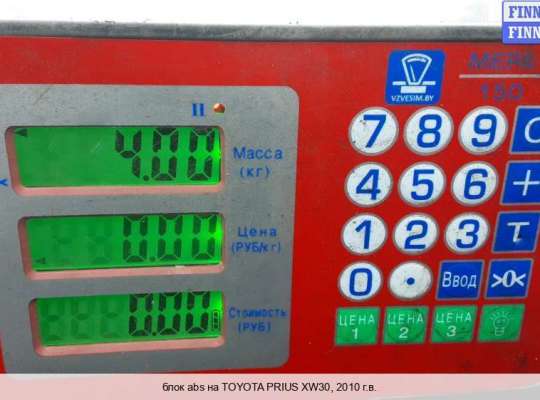 FINN
FINN
МЕРА
150
VZVESIM.BY
II
4.00
Масса
(кг)
0.00
Цена
(РУБ/кг)
0.00
Стоимость
(РУБ)
7 8 9 C
4 5 6 +
1 2 3 T
0 . Ввод >0<
ЦЕНА 1
ЦЕНА 2
ЦЕНА 3
блок abs на TOYOTA PRIUS XW30, 2010 г.в.